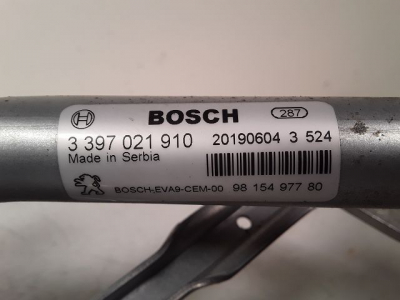 BOSCH 287
3 397 021 910 20190604 3 524
Made in Serbia
BOSCH-EVA9-CEM-00 98 154 977 80